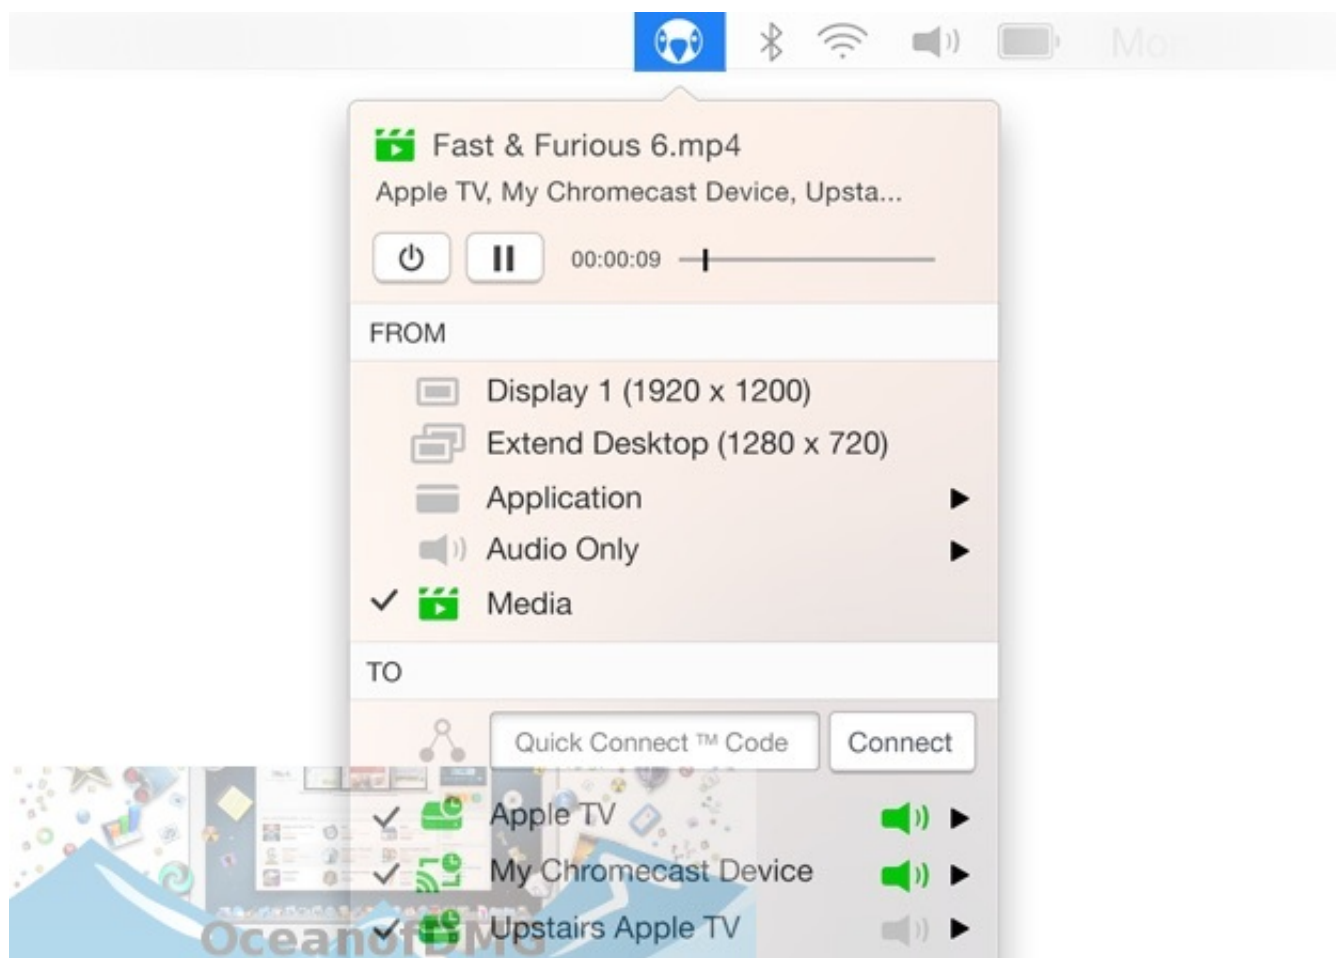 Mo
Fast & Furious 6.mp4
Apple TV, My Chromecast Device, Upsta...
00:00:09
FROM
Display 1 (1920 x 1200)
Extend Desktop (1280 x 720)
Application
Audio Only
Media
TO
Quick Connect ™ Code
Connect
Apple TV
My Chromecast Device
Upstairs Apple TV
OceanofDMG